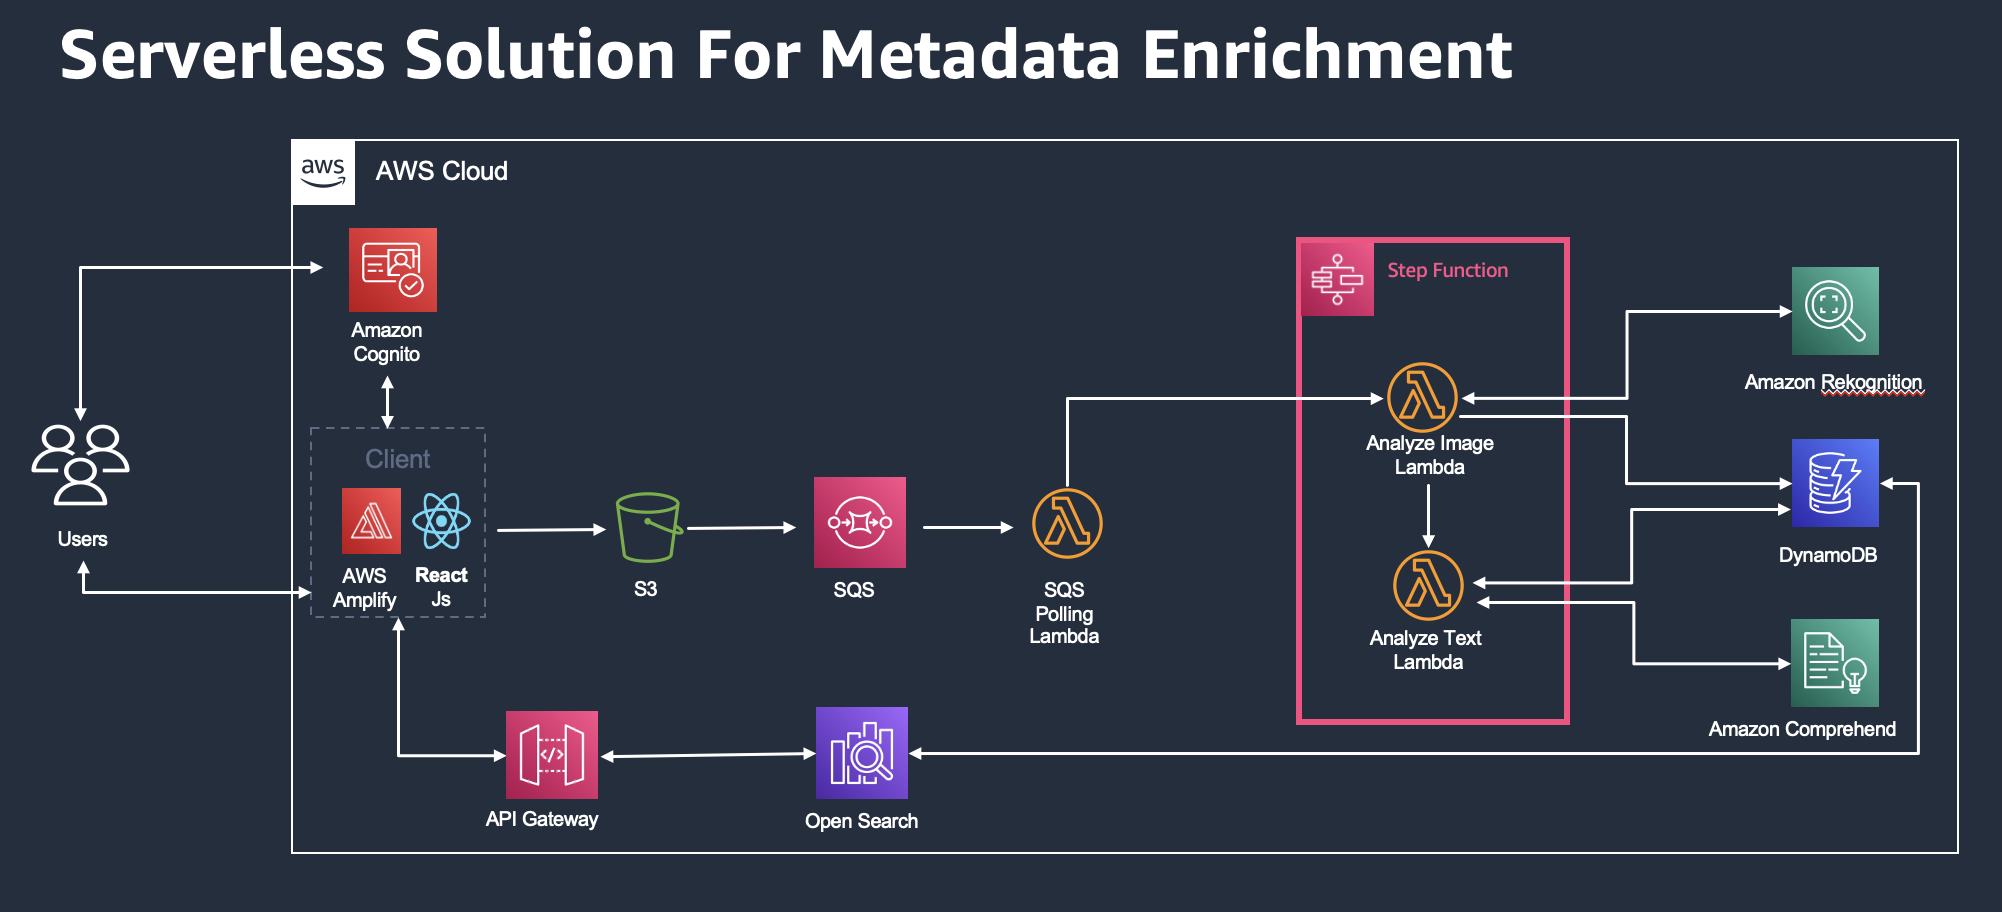 Serverless Solution For Metadata Enrichment
aws
AWS Cloud
Amazon
Cognito
Users
Client
AWS
Amplify
React
Js
S3
SQS
SQS
Polling
Lambda
Step Function
Analyze Image
Lambda
Analyze Text
Lambda
Amazon Rekognition
DynamoDB
Amazon Comprehend
</>
API Gateway
Open Search